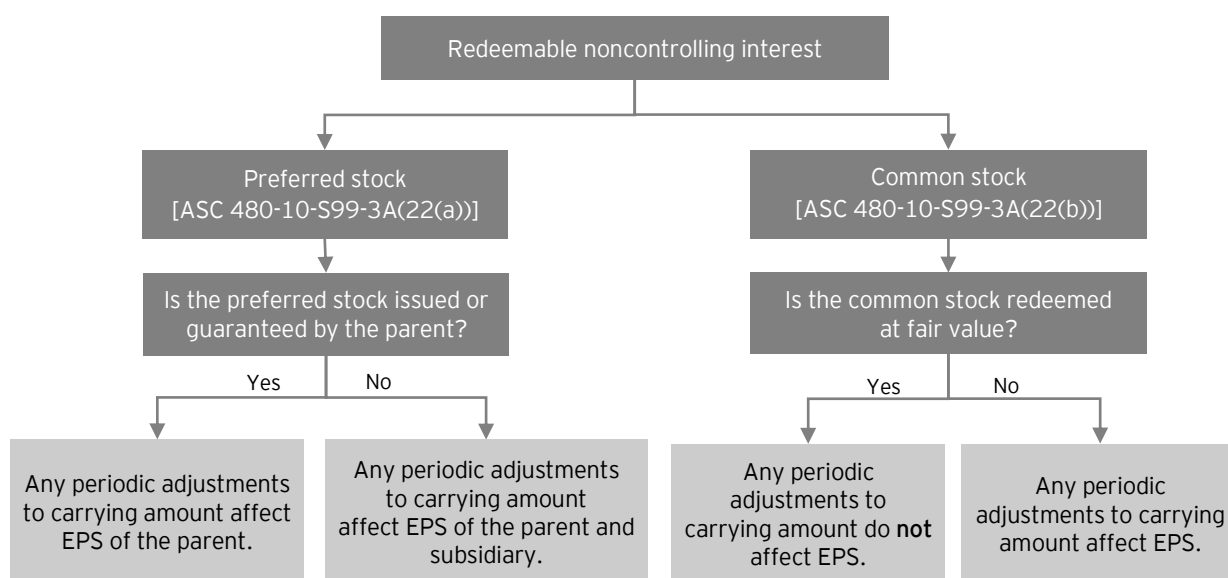 Redeemable noncontrolling interest
Preferred stock
[ASC 480-10-S99-3A(22(a))]
Common stock
[ASC 480-10-S99-3A(22(b))]
Is the preferred stock issued or
guaranteed by the parent?
Is the common stock redeemed
at fair value?
Yes
No
Yes
No
Any periodic adjustments
to carrying amount affect
EPS of the parent.
Any periodic adjustments
to carrying amount
affect EPS of the parent and
subsidiary.
Any periodic
adjustments to
carrying amount do not
affect EPS.
Any periodic
adjustments to carrying
amount affect EPS.